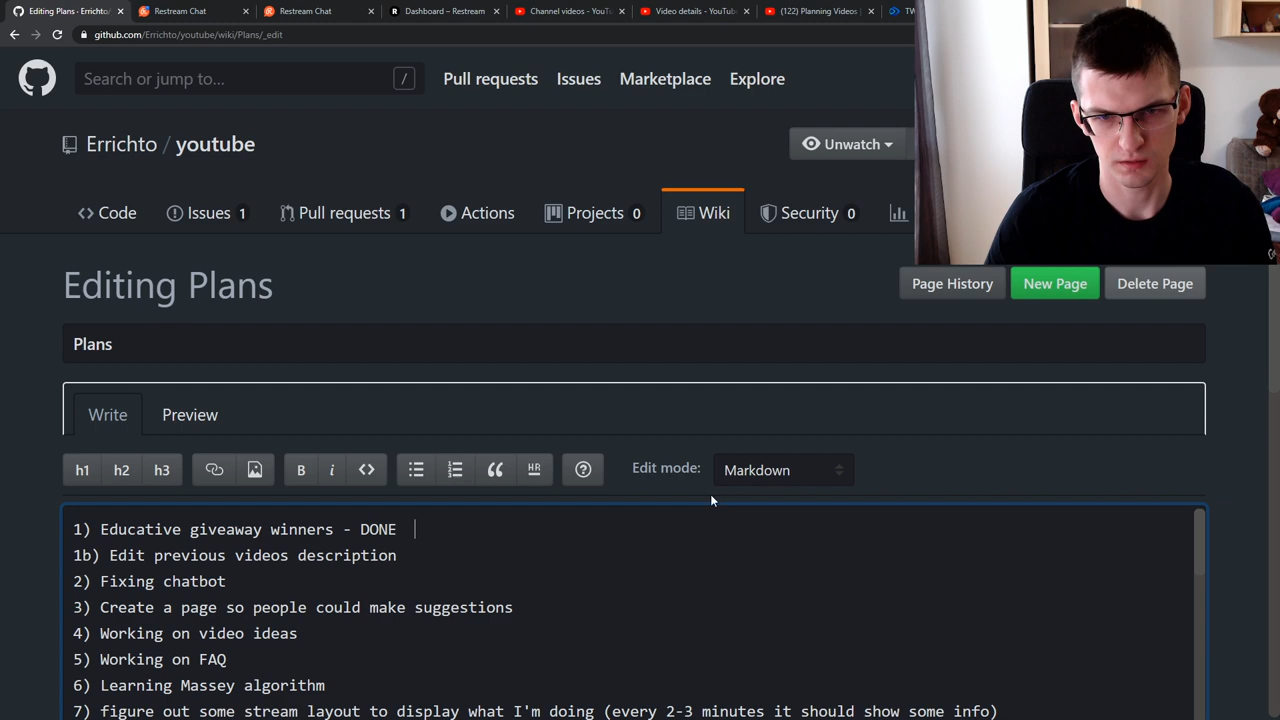 Editing Plans · Errichto/
Restream Chat
Restream Chat
Dashboard – Restream
Channel videos - YouTu
Video details - YouTube
(122) Planning Videos |
TW
github.com/Errichto/youtube/wiki/Plans/_edit
Search or jump to...
/
Pull requests
Issues
Marketplace
Explore
Errichto / youtube
Unwatch
Code
Issues 1
Pull requests 1
Actions
Projects 0
Wiki
Security 0
Editing Plans
Page History
New Page
Delete Page
Plans
Write
Preview
h1
h2
h3
B
i
HR
Edit mode:
Markdown
1) Educative giveaway winners - DONE
1b) Edit previous videos description
2) Fixing chatbot
3) Create a page so people could make suggestions
4) Working on video ideas
5) Working on FAQ
6) Learning Massey algorithm
7) figure out some stream layout to display what I'm doing (every 2-3 minutes it should show some info)